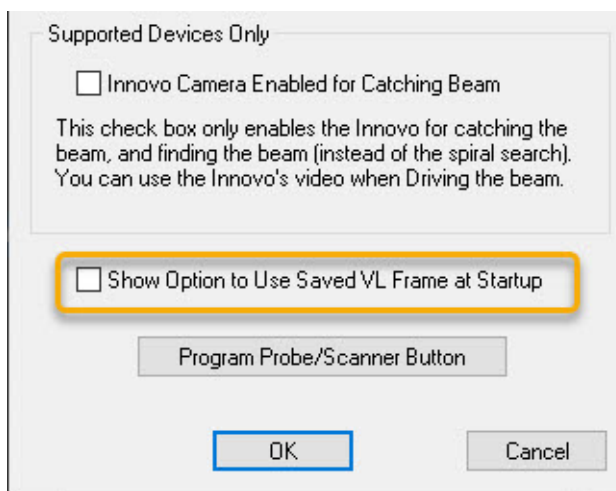 Supported Devices Only
Innovo Camera Enabled for Catching Beam
This check box only enables the Innovo for catching the
beam, and finding the beam (instead of the spiral search).
You can use the Innovo's video when Driving the beam.
Show Option to Use Saved VL Frame at Startup
Program Probe/Scanner Button
OK
Cancel